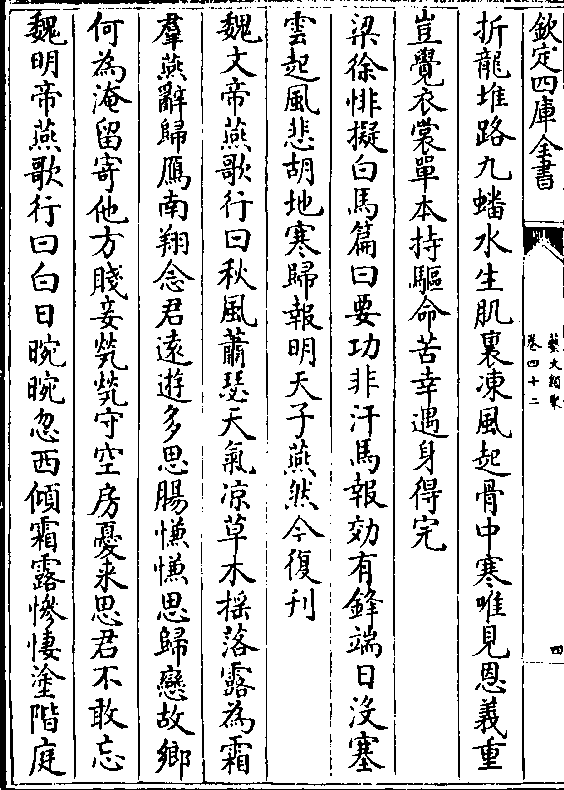 欽定四庫全書
藝文類聚
卷四十二
四
折龍堆路九蟠水生肌裏凍風起骨中寒唯見恩義重
豈覺衣裳單本持驅命苦幸遇身得完
梁徐悱擬白馬篇曰要功非汗馬報効有鋒端日沒塞
雲起風悲胡地寒歸報明天子燕然今復刋
魏文帝燕歌行曰秋風蕭瑟天氣凉草木揺落露為霜
羣燕辭歸鴈南翔念君逺遊多思腸慊慊思歸戀故鄉
何為淹留寄他方賤妾煢煢守空房憂来思君不敢忘
魏明帝燕歌行曰白日晼晼忽西傾霜露慘悽塗階庭